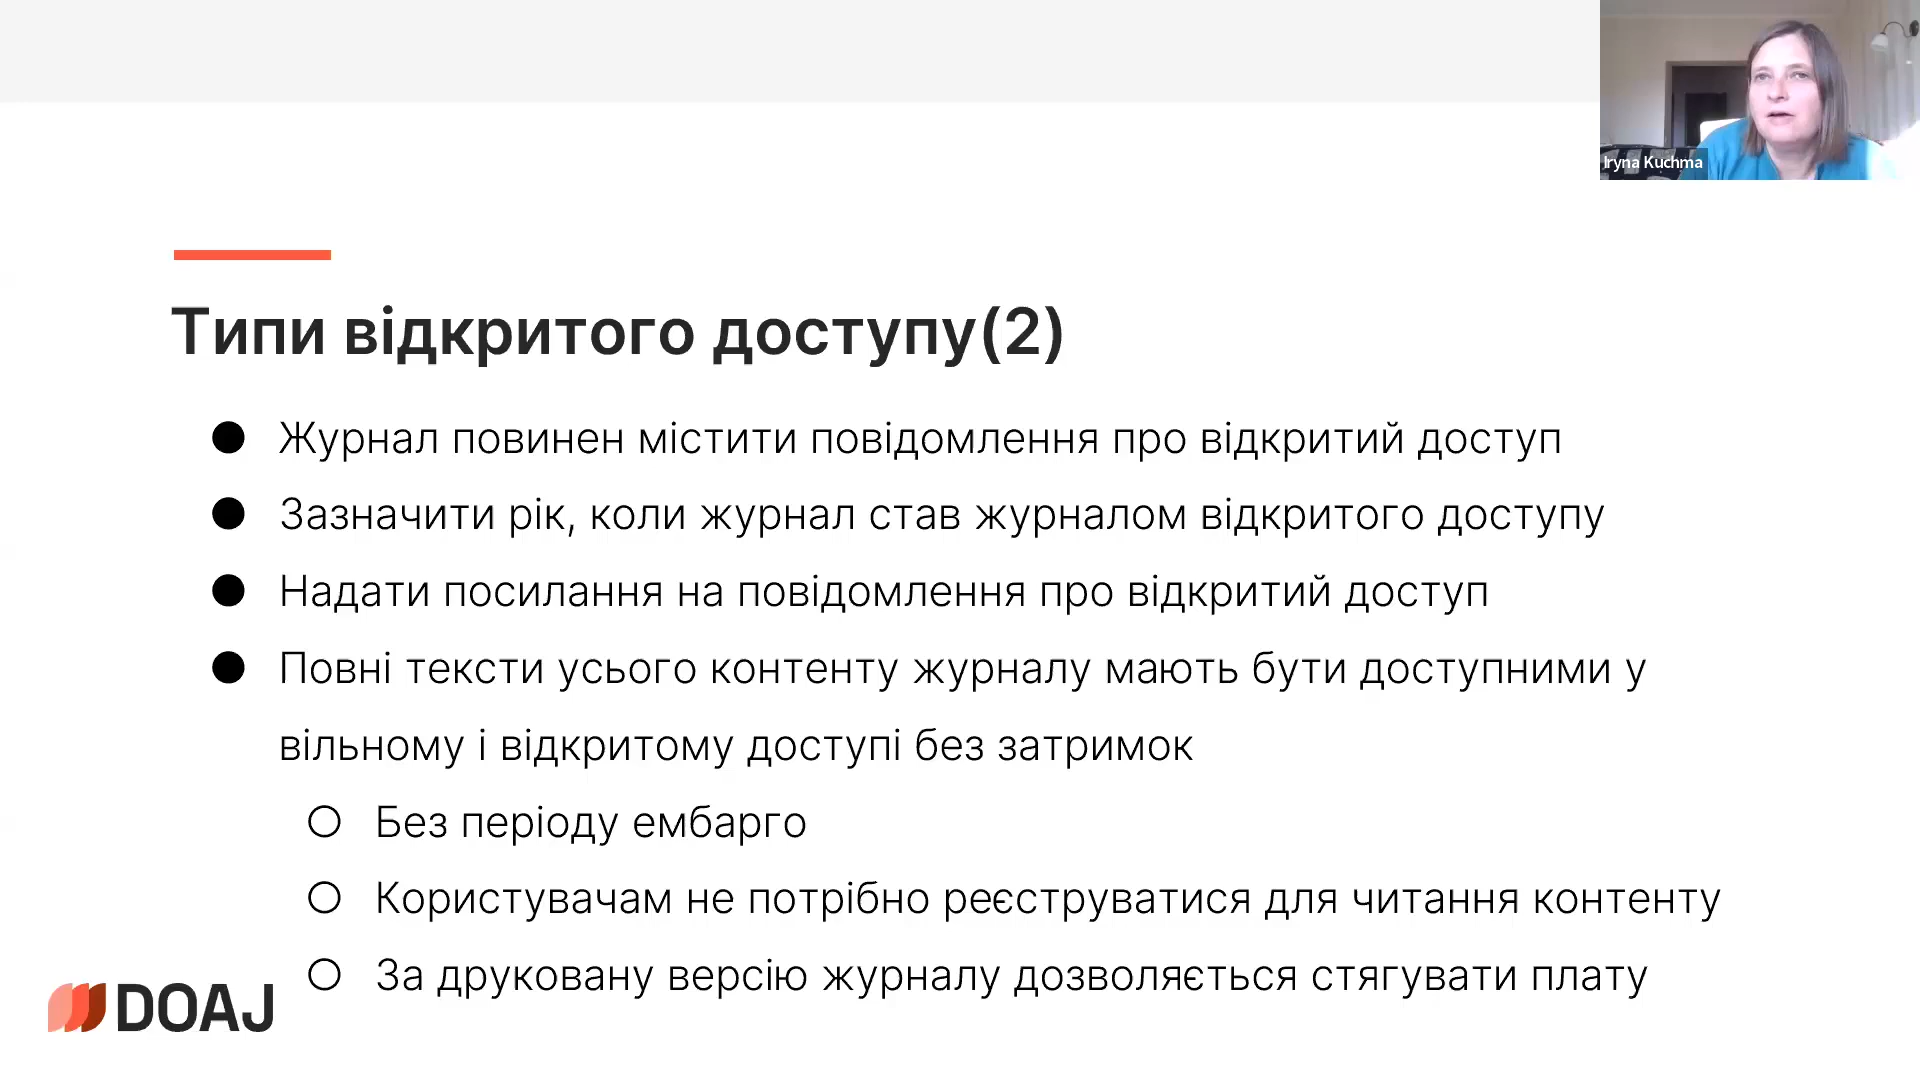 Iryna Kuchma
Типи відкритого доступу(2)
● Журнал повинен містити повідомлення про відкритий доступ
● Зазначити рік, коли журнал став журналом відкритого доступу
● Надати посилання на повідомлення про відкритий доступ
● Повні тексти усього контенту журналу мають бути доступними у
вільному і відкритому доступі без затримок
○ Без періоду ембарго
○ Користувачам не потрібно реєструватися для читання контенту
○ За друковану версію журналу дозволяється стягувати плату
DOAJ